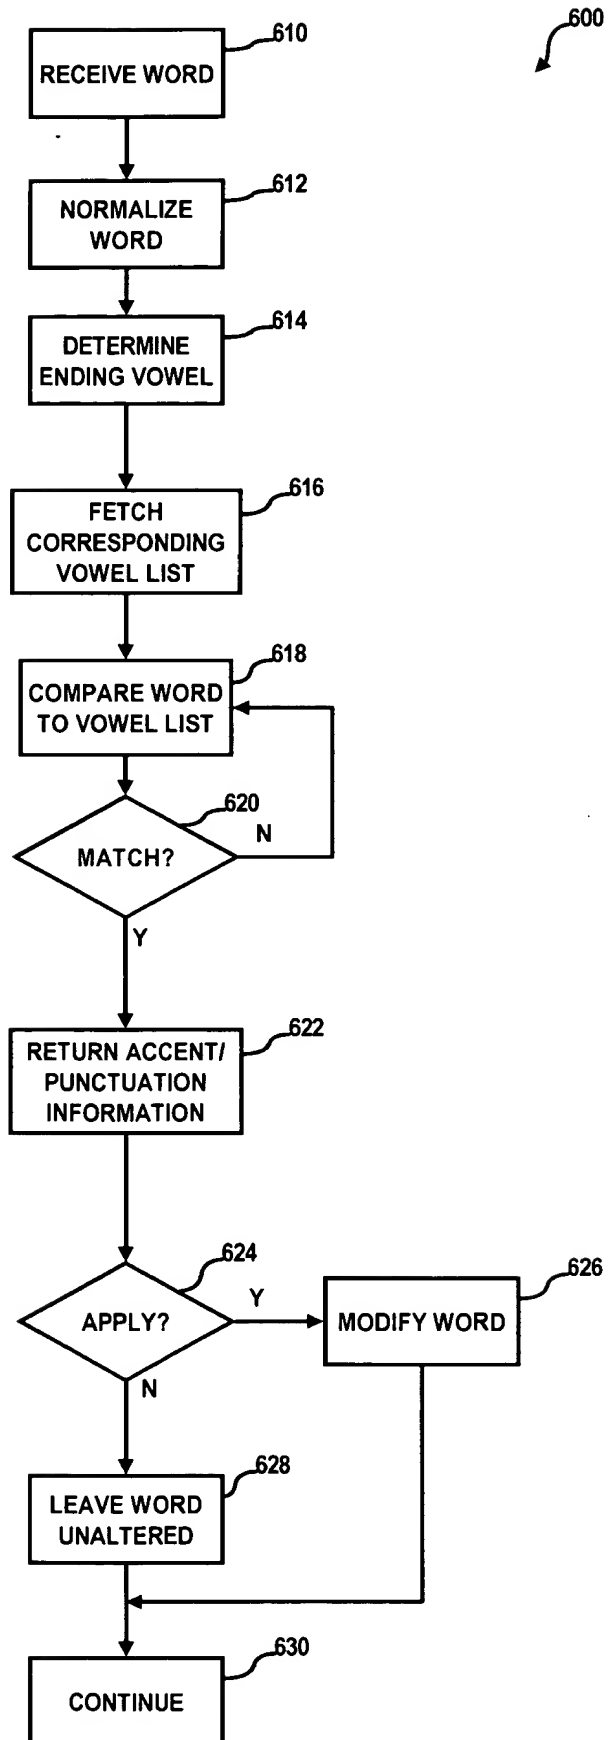 600
610
RECEIVE WORD
612
NORMALIZE
WORD
614
DETERMINE
ENDING VOWEL
616
FETCH
CORRESPONDING
VOWEL LIST
618
COMPARE WORD
TO VOWEL LIST
620
N
MATCH?
Y
622
RETURN ACCENT/
PUNCTUATION
INFORMATION
624
Y
626
APPLY?
MODIFY WORD
N
628
LEAVE WORD
UNALTERED
630
CONTINUE